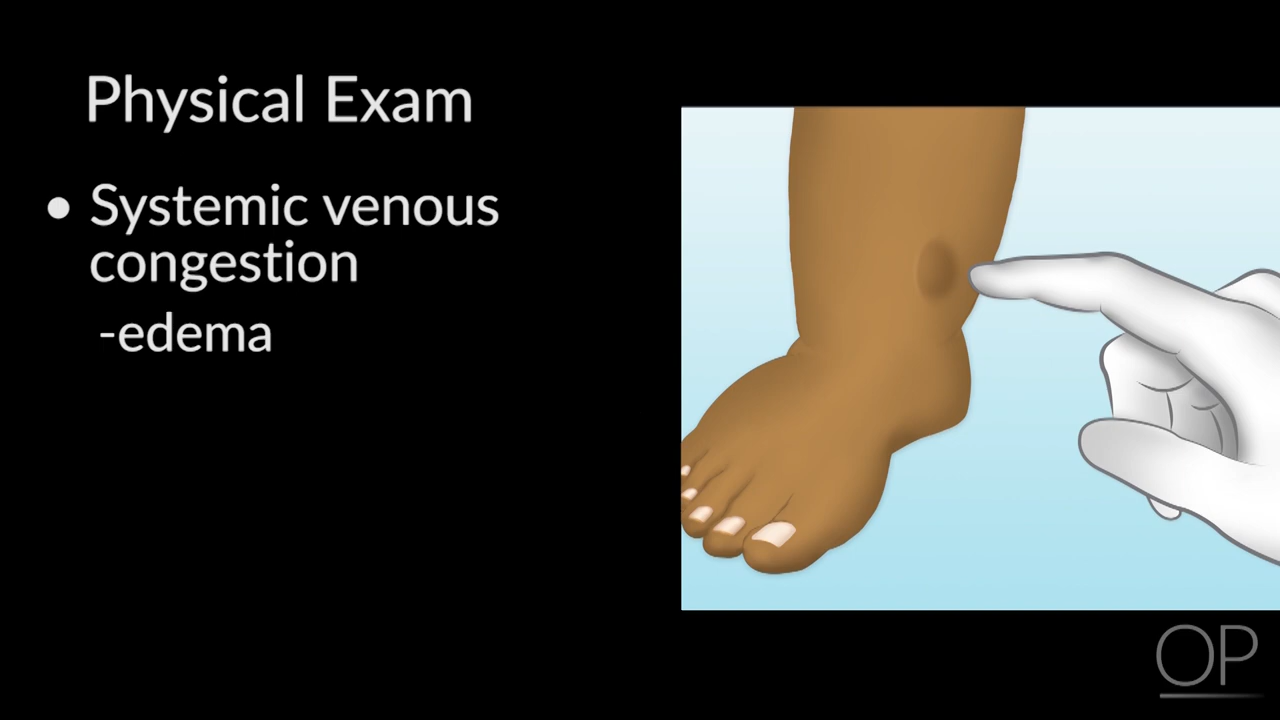 Physical Exam
● Systemic venous
congestion
-edema
OP